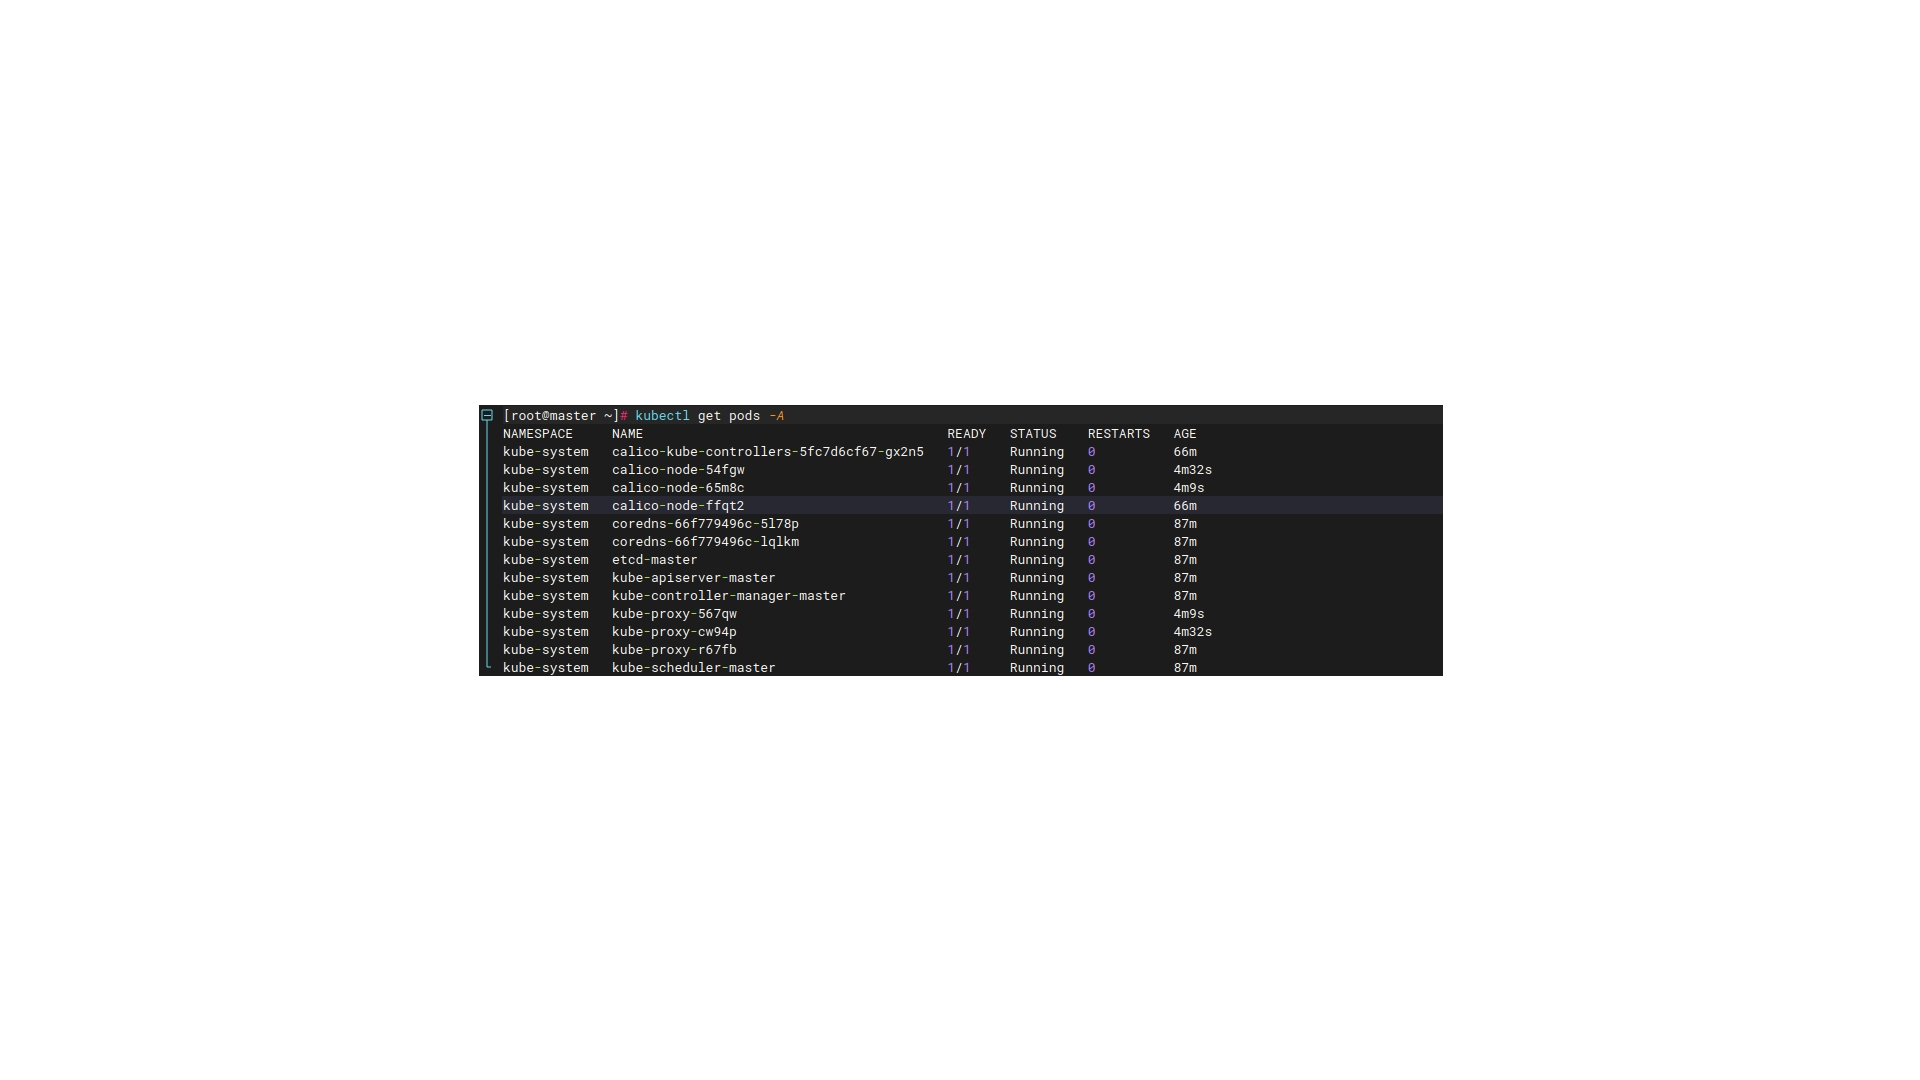 [root@master ~]# kubectl get pods -A
NAMESPACE NAME READY STATUS RESTARTS AGE
kube-system calico-kube-controllers-5fc7d6cf67-gx2n5 1/1 Running 0 66m
kube-system calico-node-54fgw 1/1 Running 0 4m32s
kube-system calico-node-65m8c 1/1 Running 0 4m9s
kube-system calico-node-ffqt2 1/1 Running 0 66m
kube-system coredns-66f779496c-5l78p 1/1 Running 0 87m
kube-system coredns-66f779496c-lqlkm 1/1 Running 0 87m
kube-system etcd-master 1/1 Running 0 87m
kube-system kube-apiserver-master 1/1 Running 0 87m
kube-system kube-controller-manager-master 1/1 Running 0 87m
kube-system kube-proxy-567qw 1/1 Running 0 4m9s
kube-system kube-proxy-cw94p 1/1 Running 0 4m32s
kube-system kube-proxy-r67fb 1/1 Running 0 87m
kube-system kube-scheduler-master 1/1 Running 0 87m